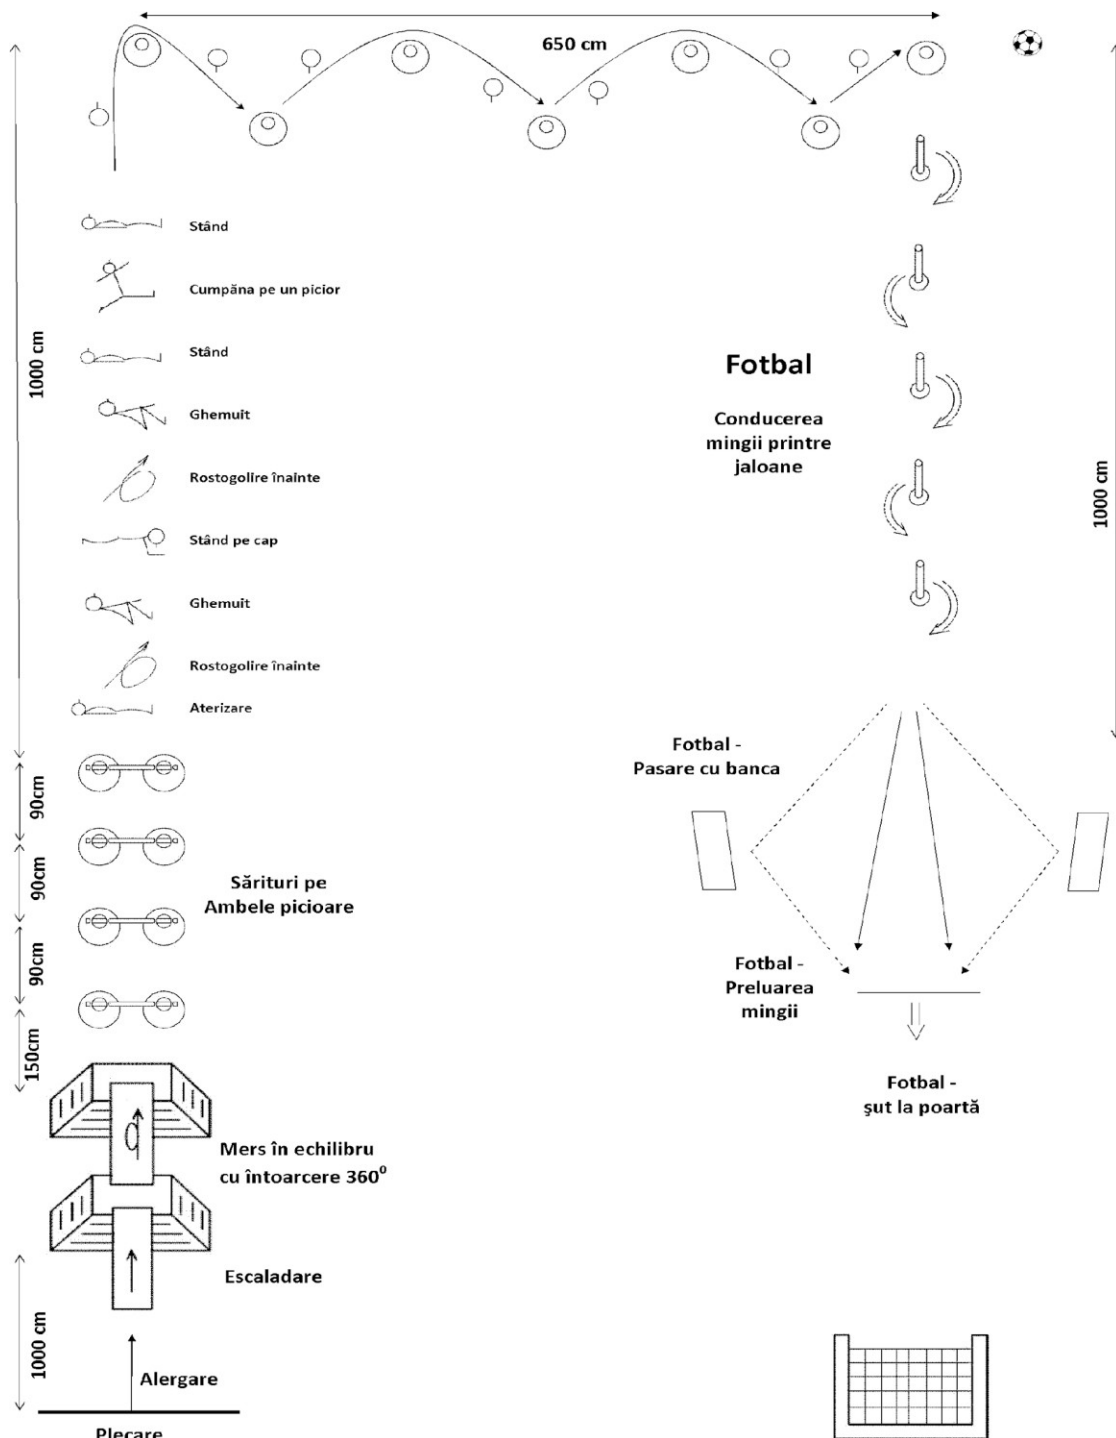 650 cm
1000 cm
Stând
Cumpăna pe un picior
Stând
Ghemuit
Rostogolire înainte
Stând pe cap
Ghemuit
Rostogolire înainte
Aterizare
90cm
90cm
90cm
150cm
Sărituri pe
Ambele picioare
Mers în echilibru
cu întoarcere 360⁰
Escaladare
1000 cm
Alergare
Plecare
Fotbal
Conducerea
mingii printre
jaloane
1000 cm
Fotbal -
Pasare cu banca
Fotbal -
Preluarea
mingii
Fotbal -
șut la poartă